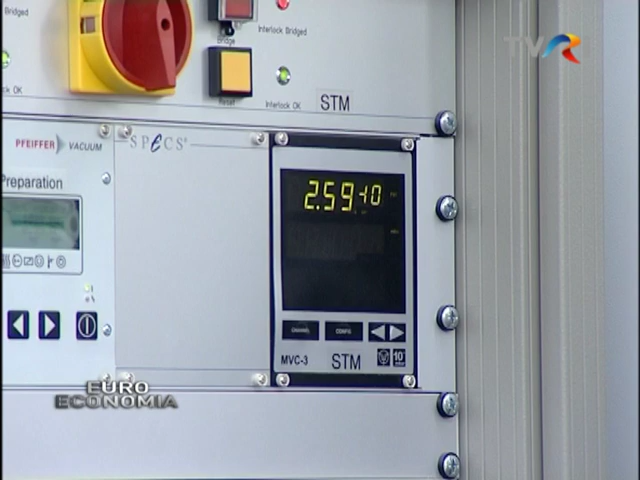 Bridged
Interlock Bridged
Bridge
TVR
Interlock OK
Reset
Interlock OK
STM
PFEIFFER VACUUM
SPECS
Preparation
2.59-10
CHANNEL
CONFIG
MVC-3
STM
10
EURO
ECONOMIA